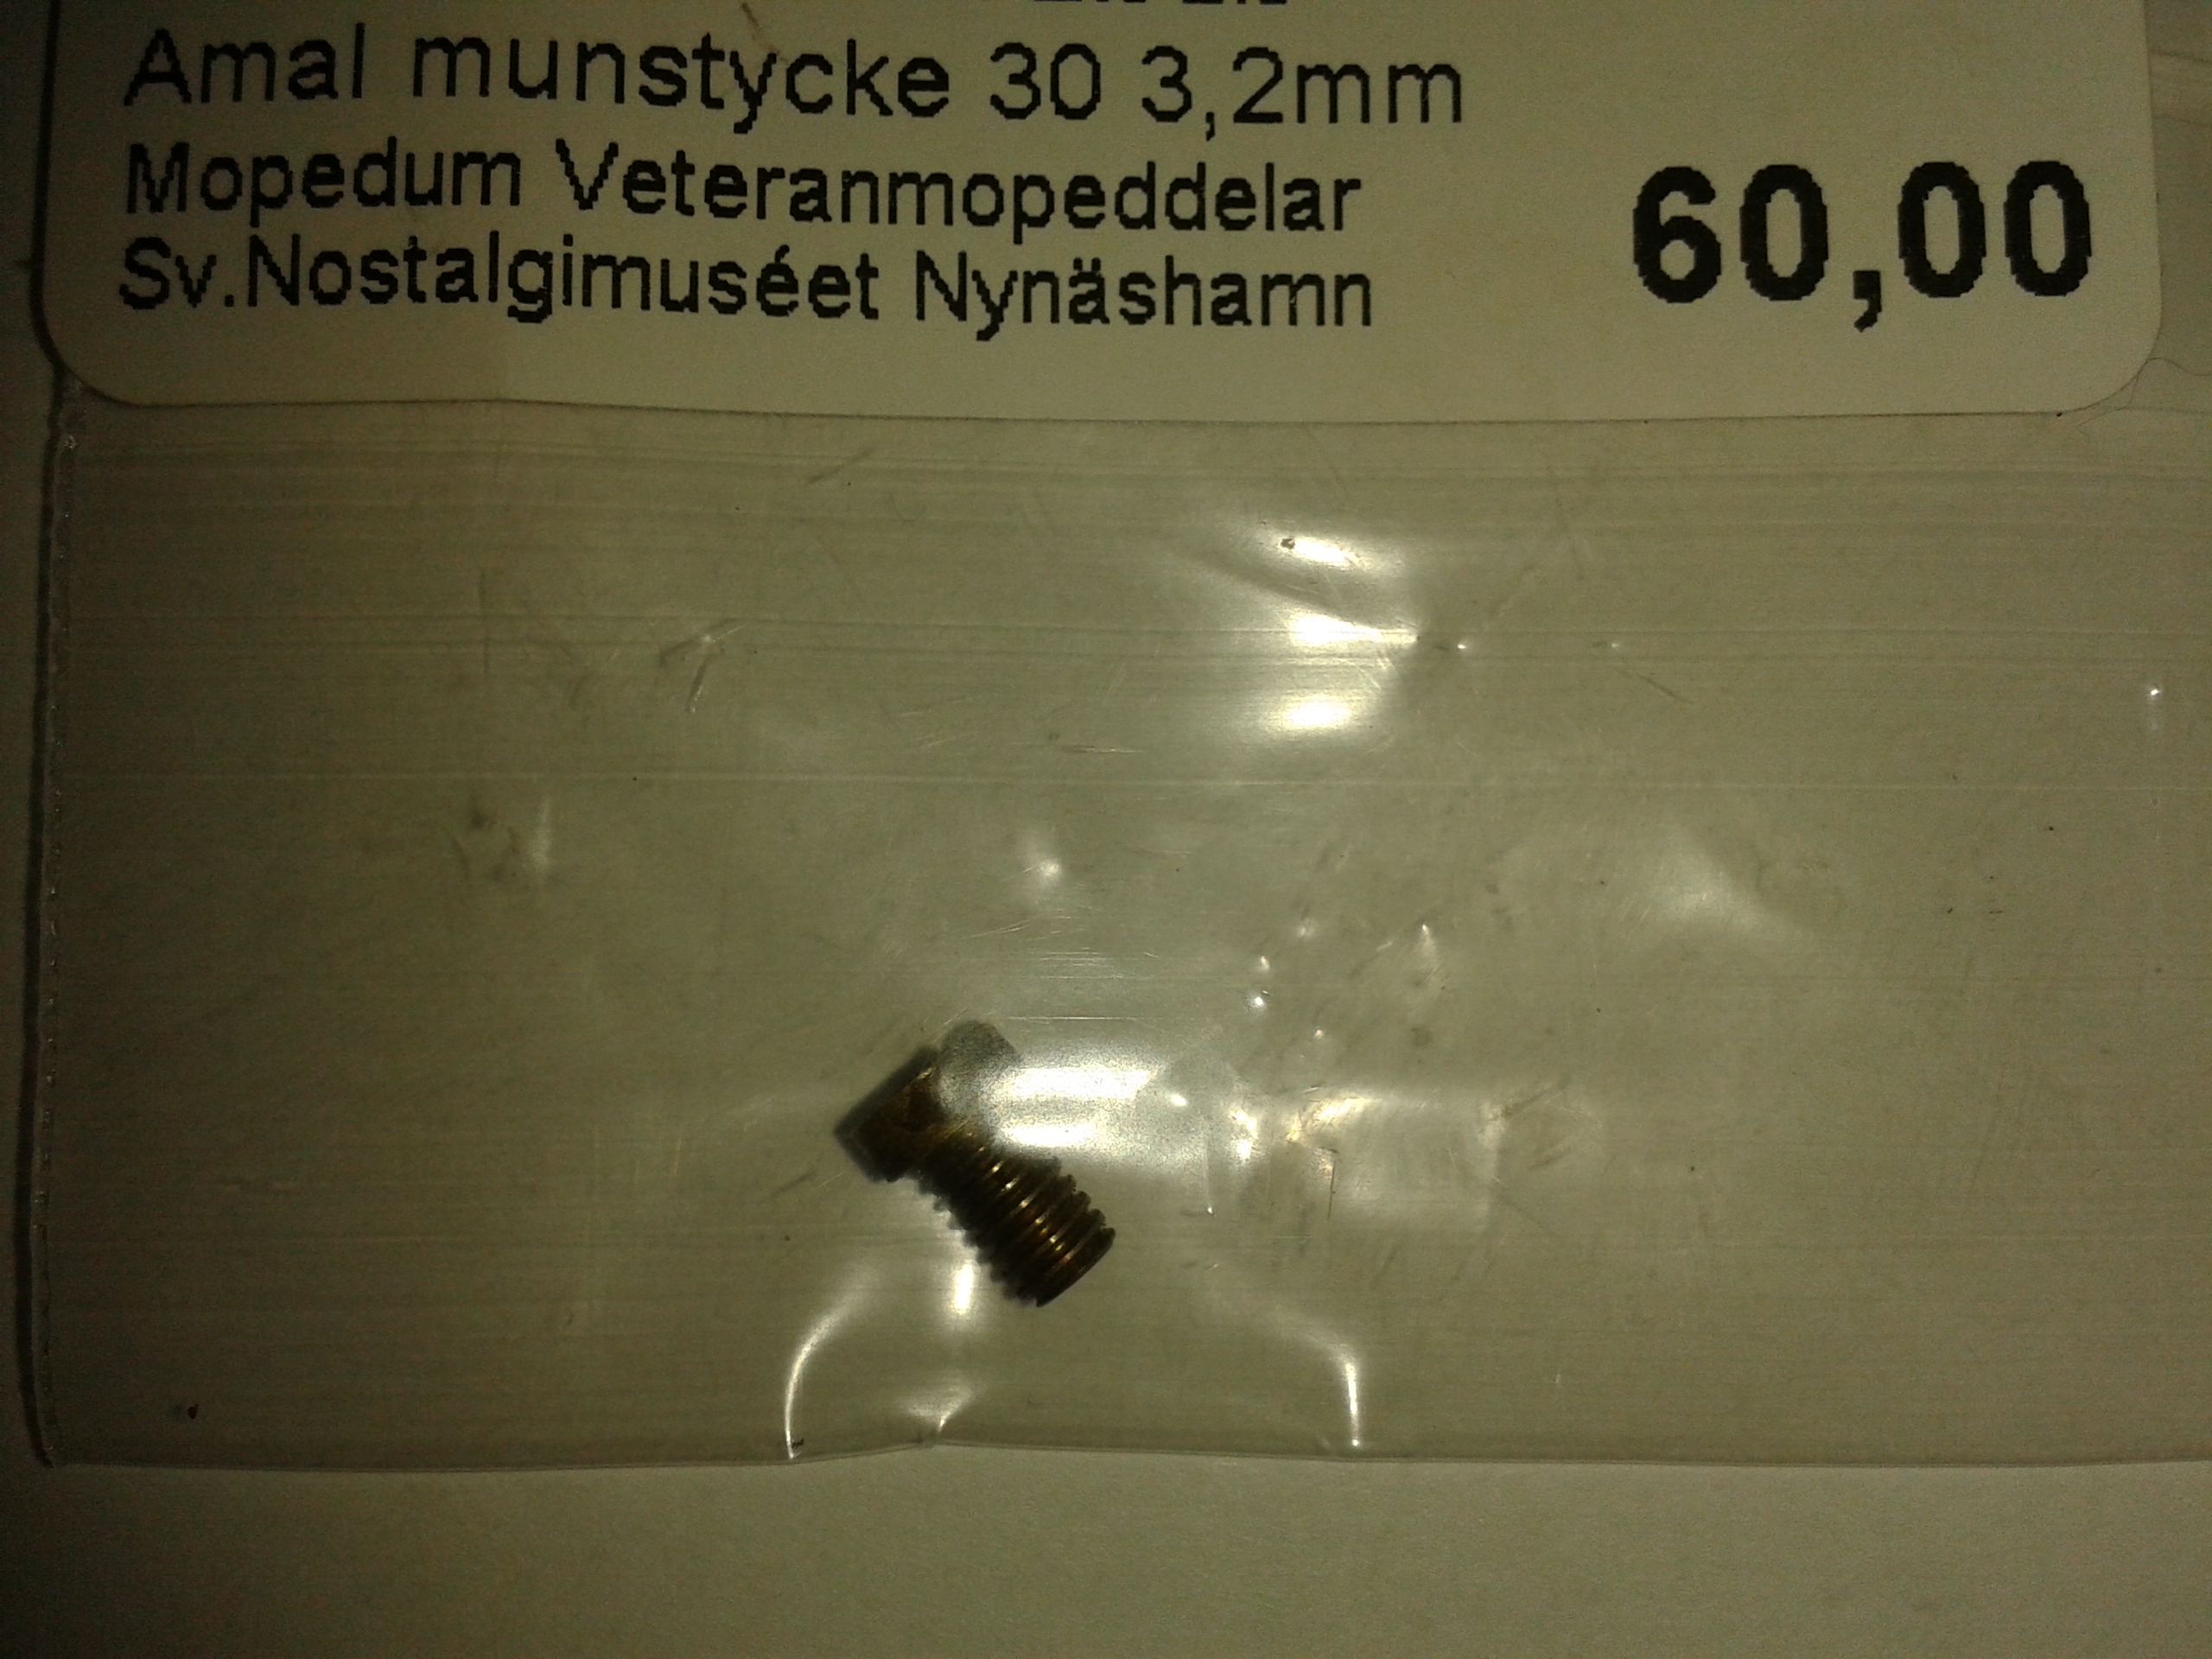 Amal munstycke 30 3,2mm
Mopedum Veteranmopeddelar
Sv.Nostalgimuséet Nynäshamn
60,00